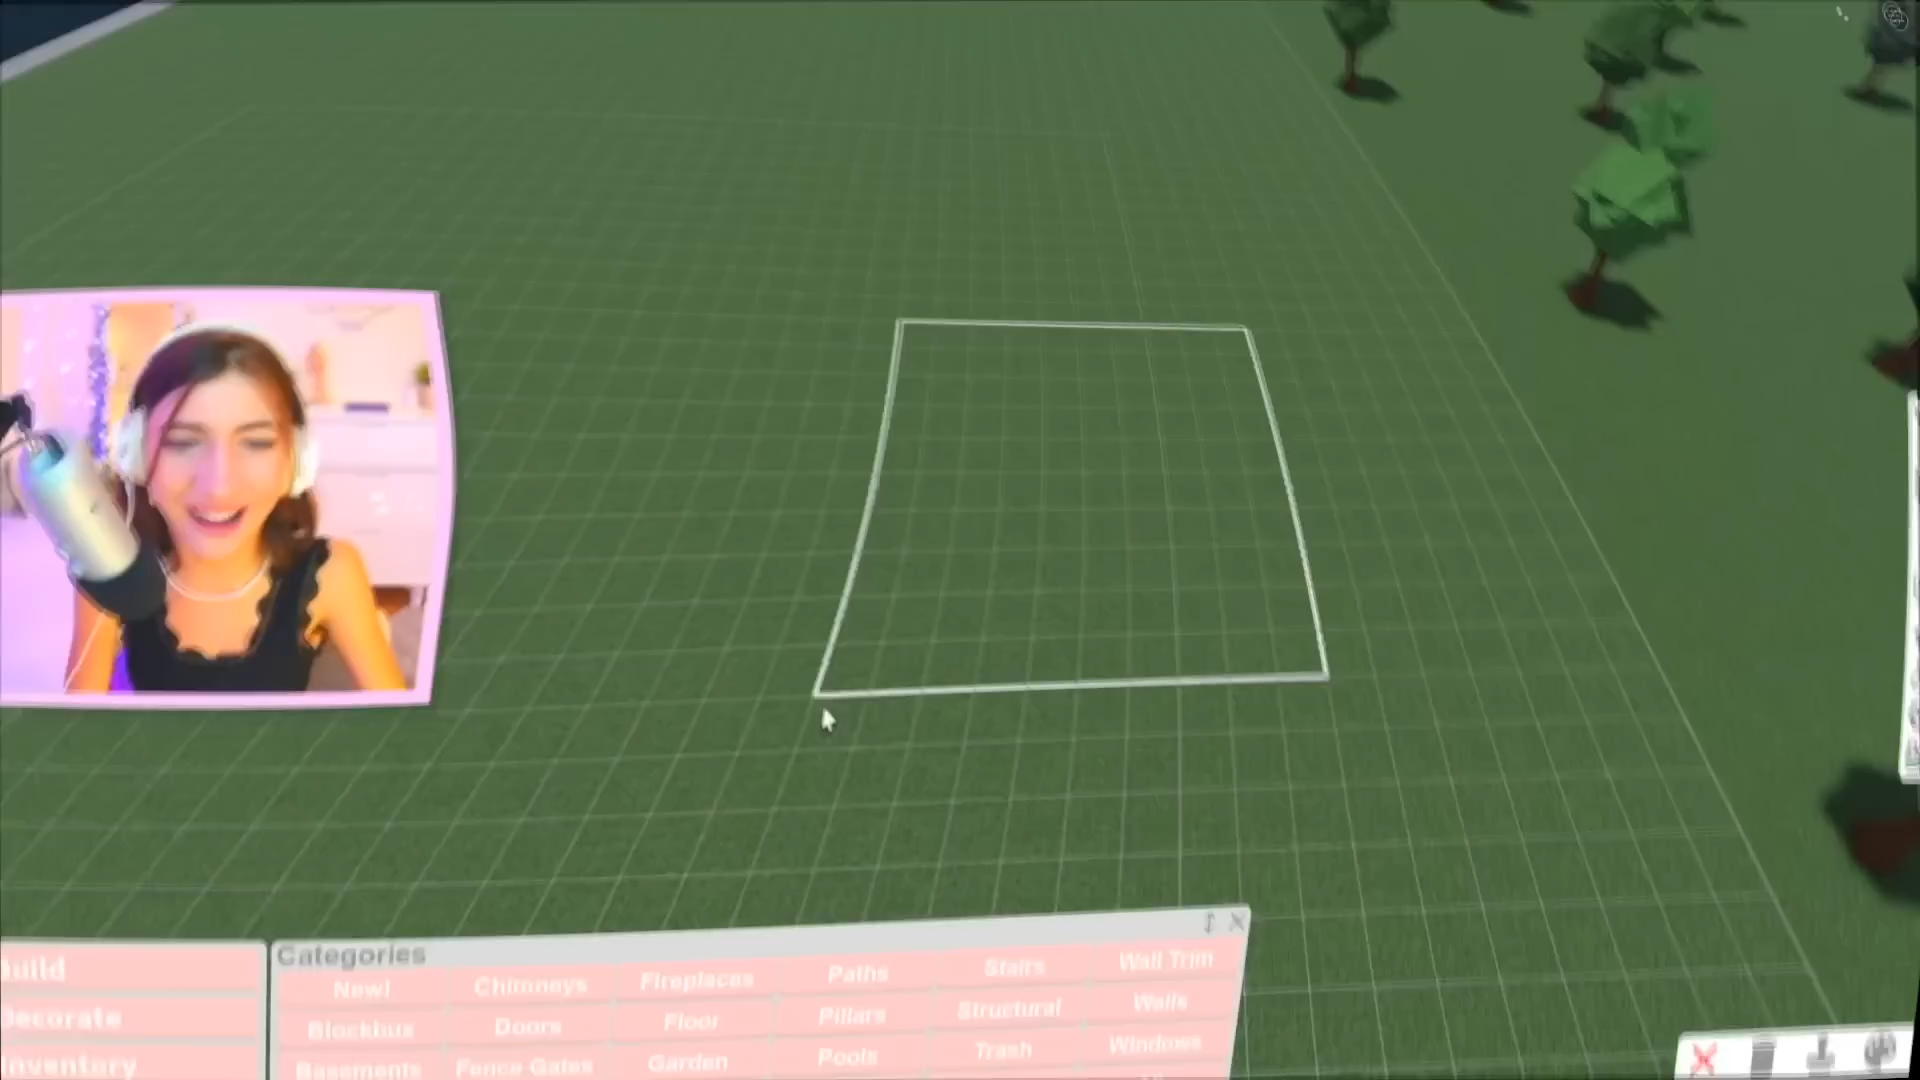 uild
Decorate
Inventory
Categories
New!
Chimneys
Fireplaces
Paths
Stairs
Wall Trim
Blockbus
Doors
Floor
Pillars
Structural
Walls
Basements
Fence Gates
Garden
Pools
Trash
Windows